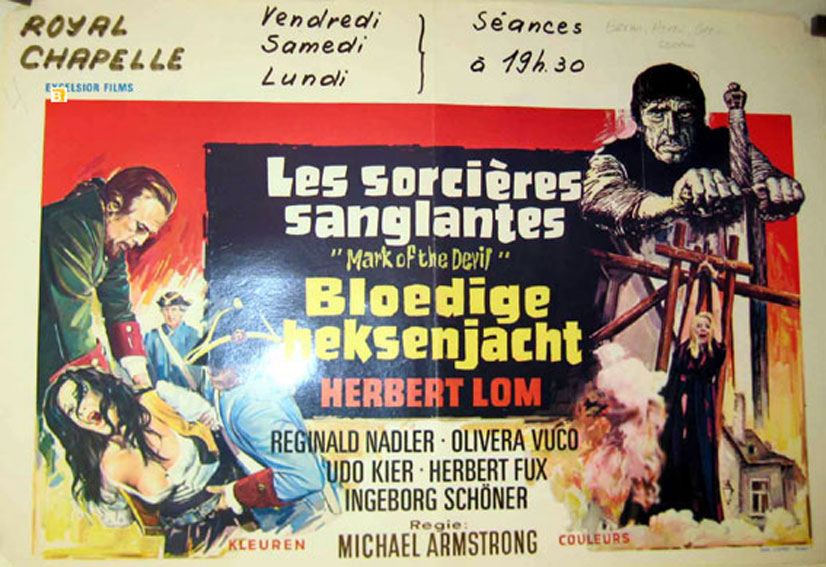 ROYAL
CHAPELLE
Vendredi
Samedi
Lundi
Séances
à 19h.30
EXCELSIOR FILMS
Les sorcières
sanglantes
"Mark of the Devil"
Bloedige
heksenjacht
HERBERT LOM
REGINALD NADLER · OLIVERA VUCO
UDO KIER · HERBERT FUX
INGEBORG SCHÖNER
Regie:
KLEUREN MICHAEL ARMSTRONG COULEURS